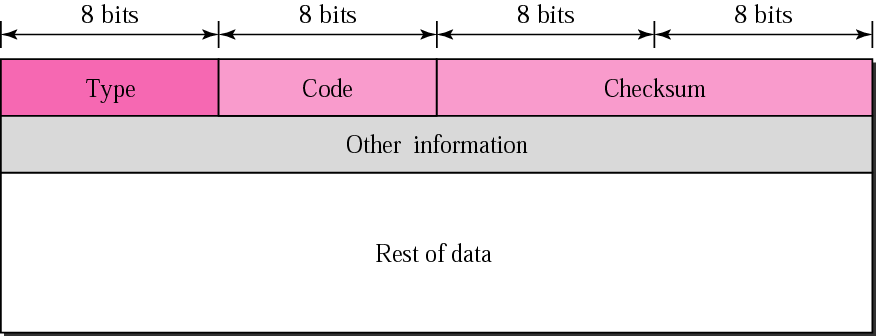 8 bits 8 bits 8 bits 8 bits
Type Code Checksum
Other information
Rest of data